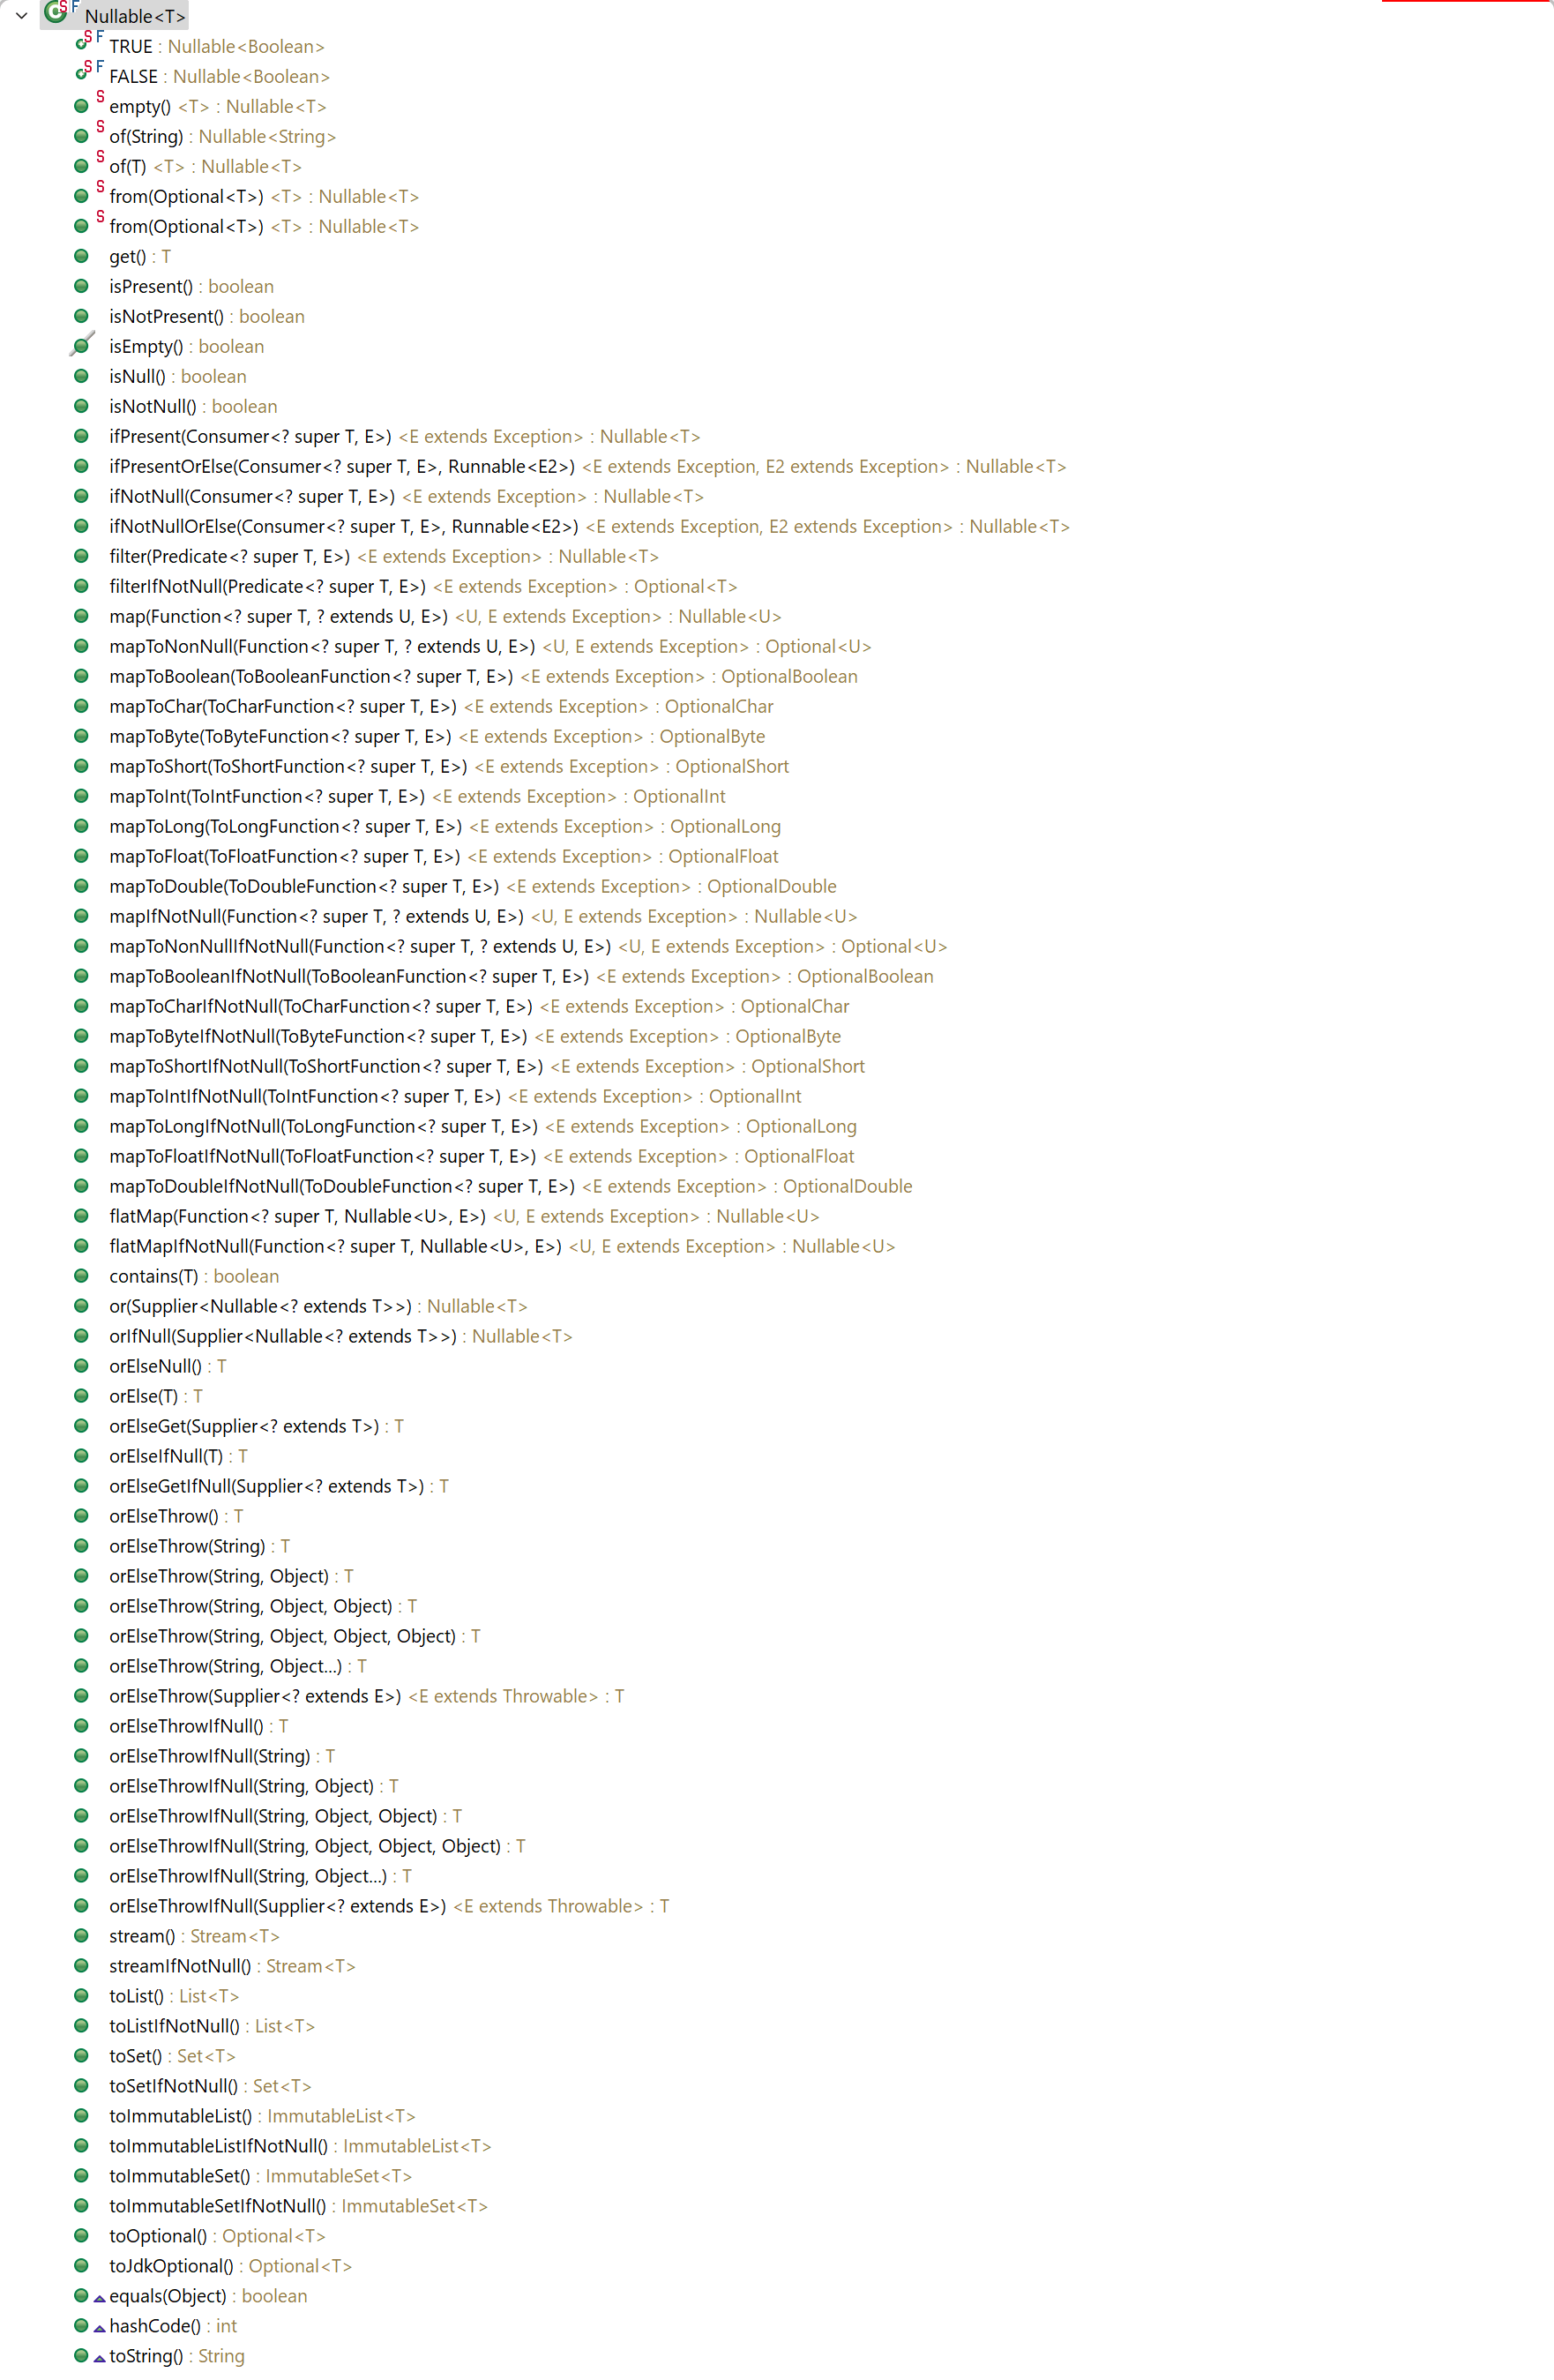 Nullable<T>
TRUE : Nullable<Boolean>
FALSE : Nullable<Boolean>
empty() <T> : Nullable<T>
of(String) : Nullable<String>
of(T) <T> : Nullable<T>
from(Optional<T>) <T> : Nullable<T>
from(Optional<T>) <T> : Nullable<T>
get() : T
isPresent() : boolean
isNotPresent() : boolean
isEmpty() : boolean
isNull() : boolean
isNotNull() : boolean
ifPresent(Consumer<? super T, E>) <E extends Exception> : Nullable<T>
ifPresentOrElse(Consumer<? super T, E>, Runnable<E2>) <E extends Exception, E2 extends Exception> : Nullable<T>
ifNotNull(Consumer<? super T, E>) <E extends Exception> : Nullable<T>
ifNotNullOrElse(Consumer<? super T, E>, Runnable<E2>) <E extends Exception, E2 extends Exception> : Nullable<T>
filter(Predicate<? super T, E>) <E extends Exception> : Nullable<T>
filterIfNotNull(Predicate<? super T, E>) <E extends Exception> : Optional<T>
map(Function<? super T, ? extends U, E>) <U, E extends Exception> : Nullable<U>
mapToNonNull(Function<? super T, ? extends U, E>) <U, E extends Exception> : Optional<U>
mapToBoolean(ToBooleanFunction<? super T, E>) <E extends Exception> : OptionalBoolean
mapToChar(ToCharFunction<? super T, E>) <E extends Exception> : OptionalChar
mapToByte(ToByteFunction<? super T, E>) <E extends Exception> : OptionalByte
mapToShort(ToShortFunction<? super T, E>) <E extends Exception> : OptionalShort
mapToInt(ToIntFunction<? super T, E>) <E extends Exception> : OptionalInt
mapToLong(ToLongFunction<? super T, E>) <E extends Exception> : OptionalLong
mapToFloat(ToFloatFunction<? super T, E>) <E extends Exception> : OptionalFloat
mapToDouble(ToDoubleFunction<? super T, E>) <E extends Exception> : OptionalDouble
mapIfNotNull(Function<? super T, ? extends U, E>) <U, E extends Exception> : Nullable<U>
mapToNonNullIfNotNull(Function<? super T, ? extends U, E>) <U, E extends Exception> : Optional<U>
mapToBooleanIfNotNull(ToBooleanFunction<? super T, E>) <E extends Exception> : OptionalBoolean
mapToCharIfNotNull(ToCharFunction<? super T, E>) <E extends Exception> : OptionalChar
mapToByteIfNotNull(ToByteFunction<? super T, E>) <E extends Exception> : OptionalByte
mapToShortIfNotNull(ToShortFunction<? super T, E>) <E extends Exception> : OptionalShort
mapToIntIfNotNull(ToIntFunction<? super T, E>) <E extends Exception> : OptionalInt
mapToLongIfNotNull(ToLongFunction<? super T, E>) <E extends Exception> : OptionalLong
mapToFloatIfNotNull(ToFloatFunction<? super T, E>) <E extends Exception> : OptionalFloat
mapToDoubleIfNotNull(ToDoubleFunction<? super T, E>) <E extends Exception> : OptionalDouble
flatMap(Function<? super T, Nullable<U>, E>) <U, E extends Exception> : Nullable<U>
flatMapIfNotNull(Function<? super T, Nullable<U>, E>) <U, E extends Exception> : Nullable<U>
contains(T) : boolean
or(Supplier<Nullable<? extends T>>) : Nullable<T>
orIfNull(Supplier<Nullable<? extends T>>) : Nullable<T>
orElseNull() : T
orElse(T) : T
orElseGet(Supplier<? extends T>) : T
orElseIfNull(T) : T
orElseGetIfNull(Supplier<? extends T>) : T
orElseThrow() : T
orElseThrow(String) : T
orElseThrow(String, Object) : T
orElseThrow(String, Object, Object) : T
orElseThrow(String, Object, Object, Object) : T
orElseThrow(String, Object...) : T
orElseThrow(Supplier<? extends E>) <E extends Throwable> : T
orElseThrowIfNull() : T
orElseThrowIfNull(String) : T
orElseThrowIfNull(String, Object) : T
orElseThrowIfNull(String, Object, Object) : T
orElseThrowIfNull(String, Object, Object, Object) : T
orElseThrowIfNull(String, Object...) : T
orElseThrowIfNull(Supplier<? extends E>) <E extends Throwable> : T
stream() : Stream<T>
streamIfNotNull() : Stream<T>
toList() : List<T>
toListIfNotNull() : List<T>
toSet() : Set<T>
toSetIfNotNull() : Set<T>
toImmutableList() : ImmutableList<T>
toImmutableListIfNotNull() : ImmutableList<T>
toImmutableSet() : ImmutableSet<T>
toImmutableSetIfNotNull() : ImmutableSet<T>
toOptional() : Optional<T>
toJdkOptional() : Optional<T>
equals(Object) : boolean
hashCode() : int
toString() : String